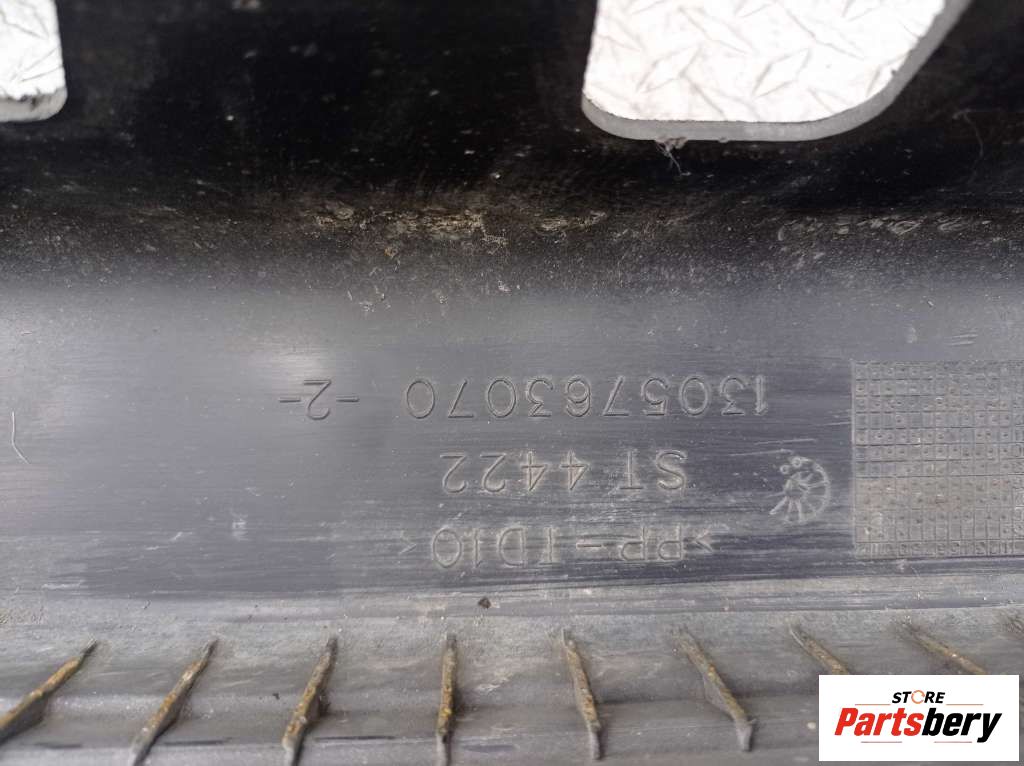 >PP-TD10<
ST 4422
1305763070 -2-
STORE
Partsbery